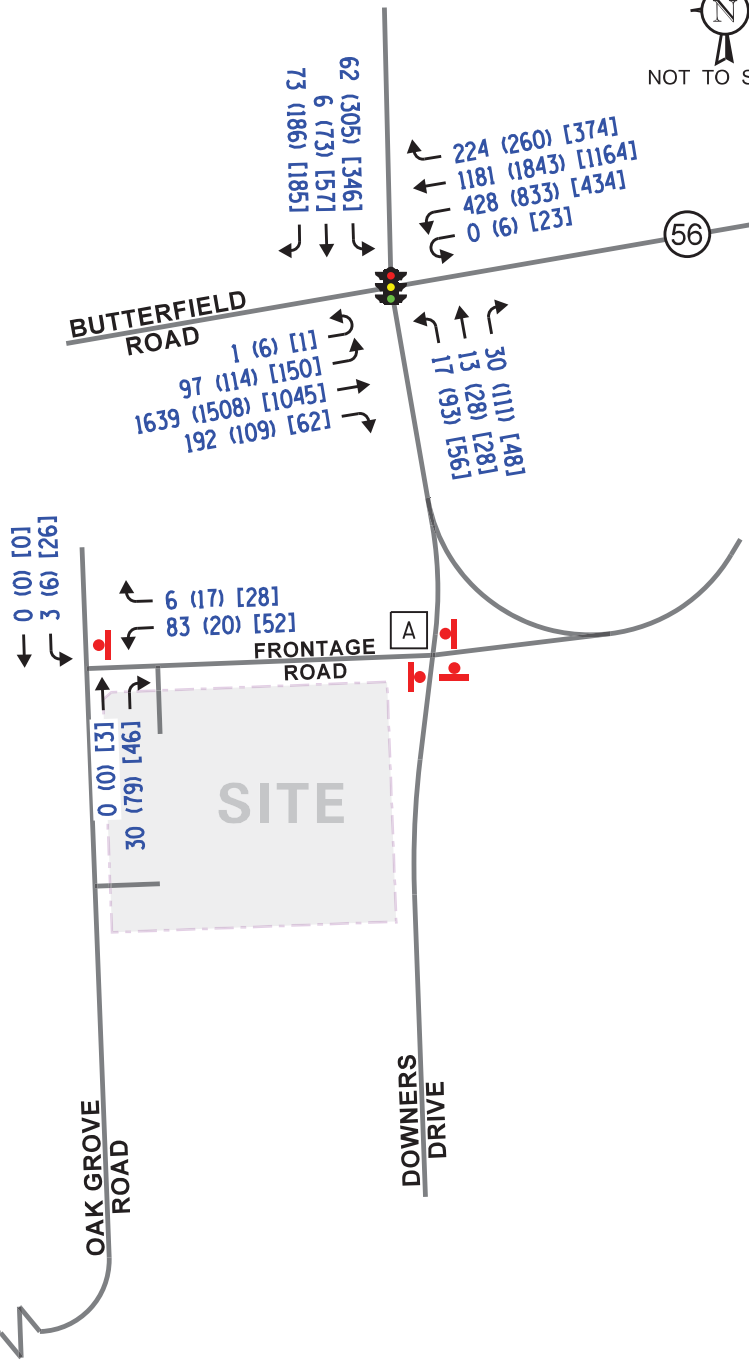 N
NOT TO S
62 (305) [346]
6 (73) [57]
73 (186) [185]
224 (260) [374]
1181 (1843) [1164]
428 (833) [434]
0 (6) [23]
56
BUTTERFIELD
ROAD
1 (6) [1]
97 (114) [150]
1639 (1508) [1045]
192 (109) [62]
17 (93) [56]
13 (28) [28]
30 (111) [48]
0 (0) [0]
3 (9) [26]
6 (17) [28]
83 (20) [52]
A
FRONTAGE
ROAD
0 (0) [3]
30 (79) [46]
SITE
OAK GROVE
ROAD
DOWNERS
DRIVE